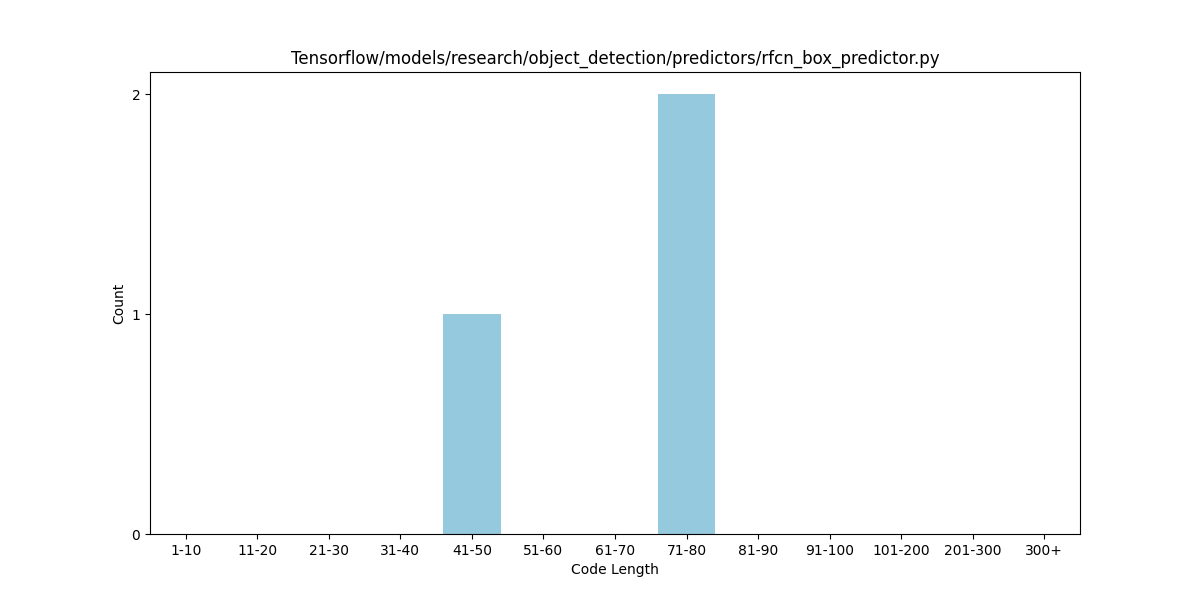 Tensorflow/models/research/object_detection/predictors/rfcn_box_predictor.py
2
1
0
Count
1-10 11-20 21-30 31-40 41-50 51-60 61-70 71-80 81-90 91-100 101-200 201-300 300+
Code Length